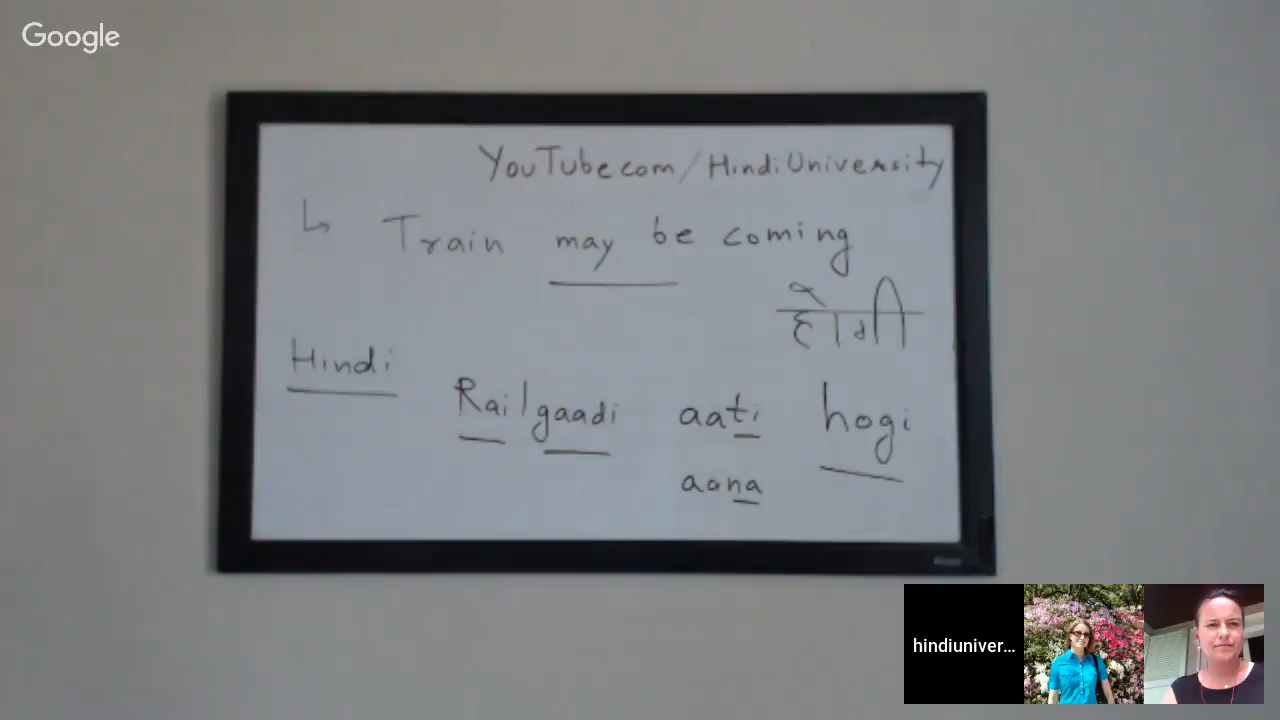 Google
YouTube.com/HindiUniversity
↳ Train may be coming
होगी
Hindi
Railgaadi aati hogi
aana
hindiuniver...